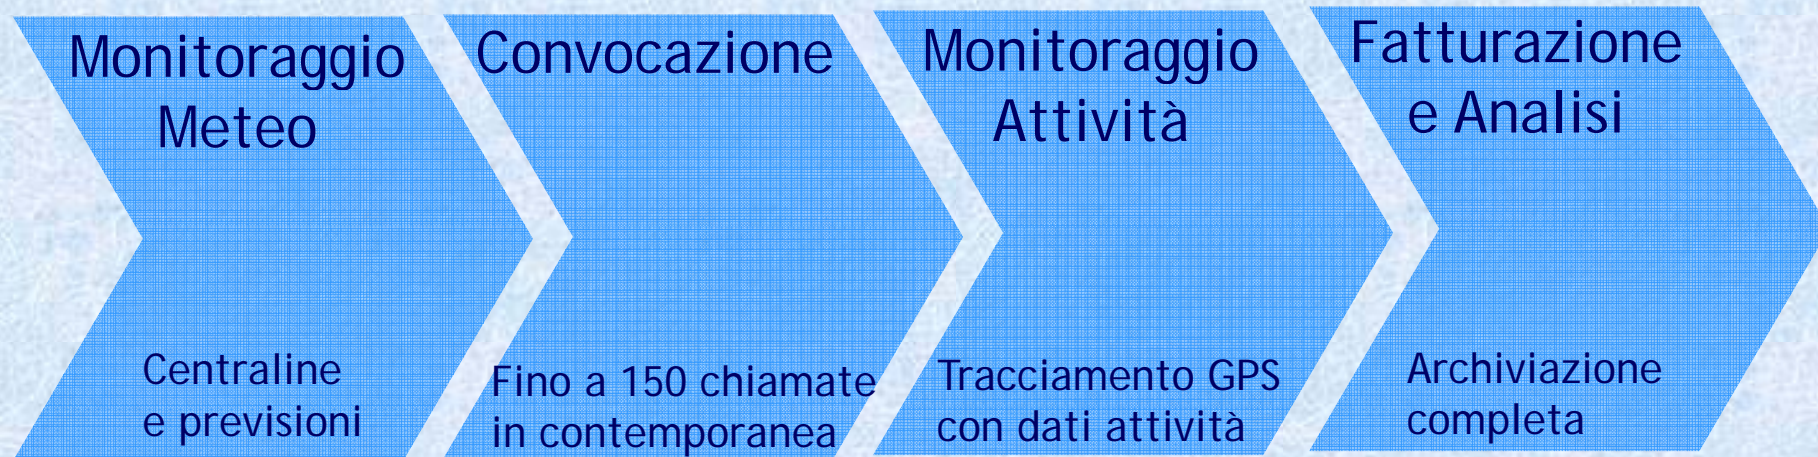 Monitoraggio
Meteo
Centraline
e previsioni
Convocazione
Fino a 150 chiamate
in contemporanea
Monitoraggio
Attività
Tracciamento GPS
con dati attività
Fatturazione
e Analisi
Archiviazione
completa